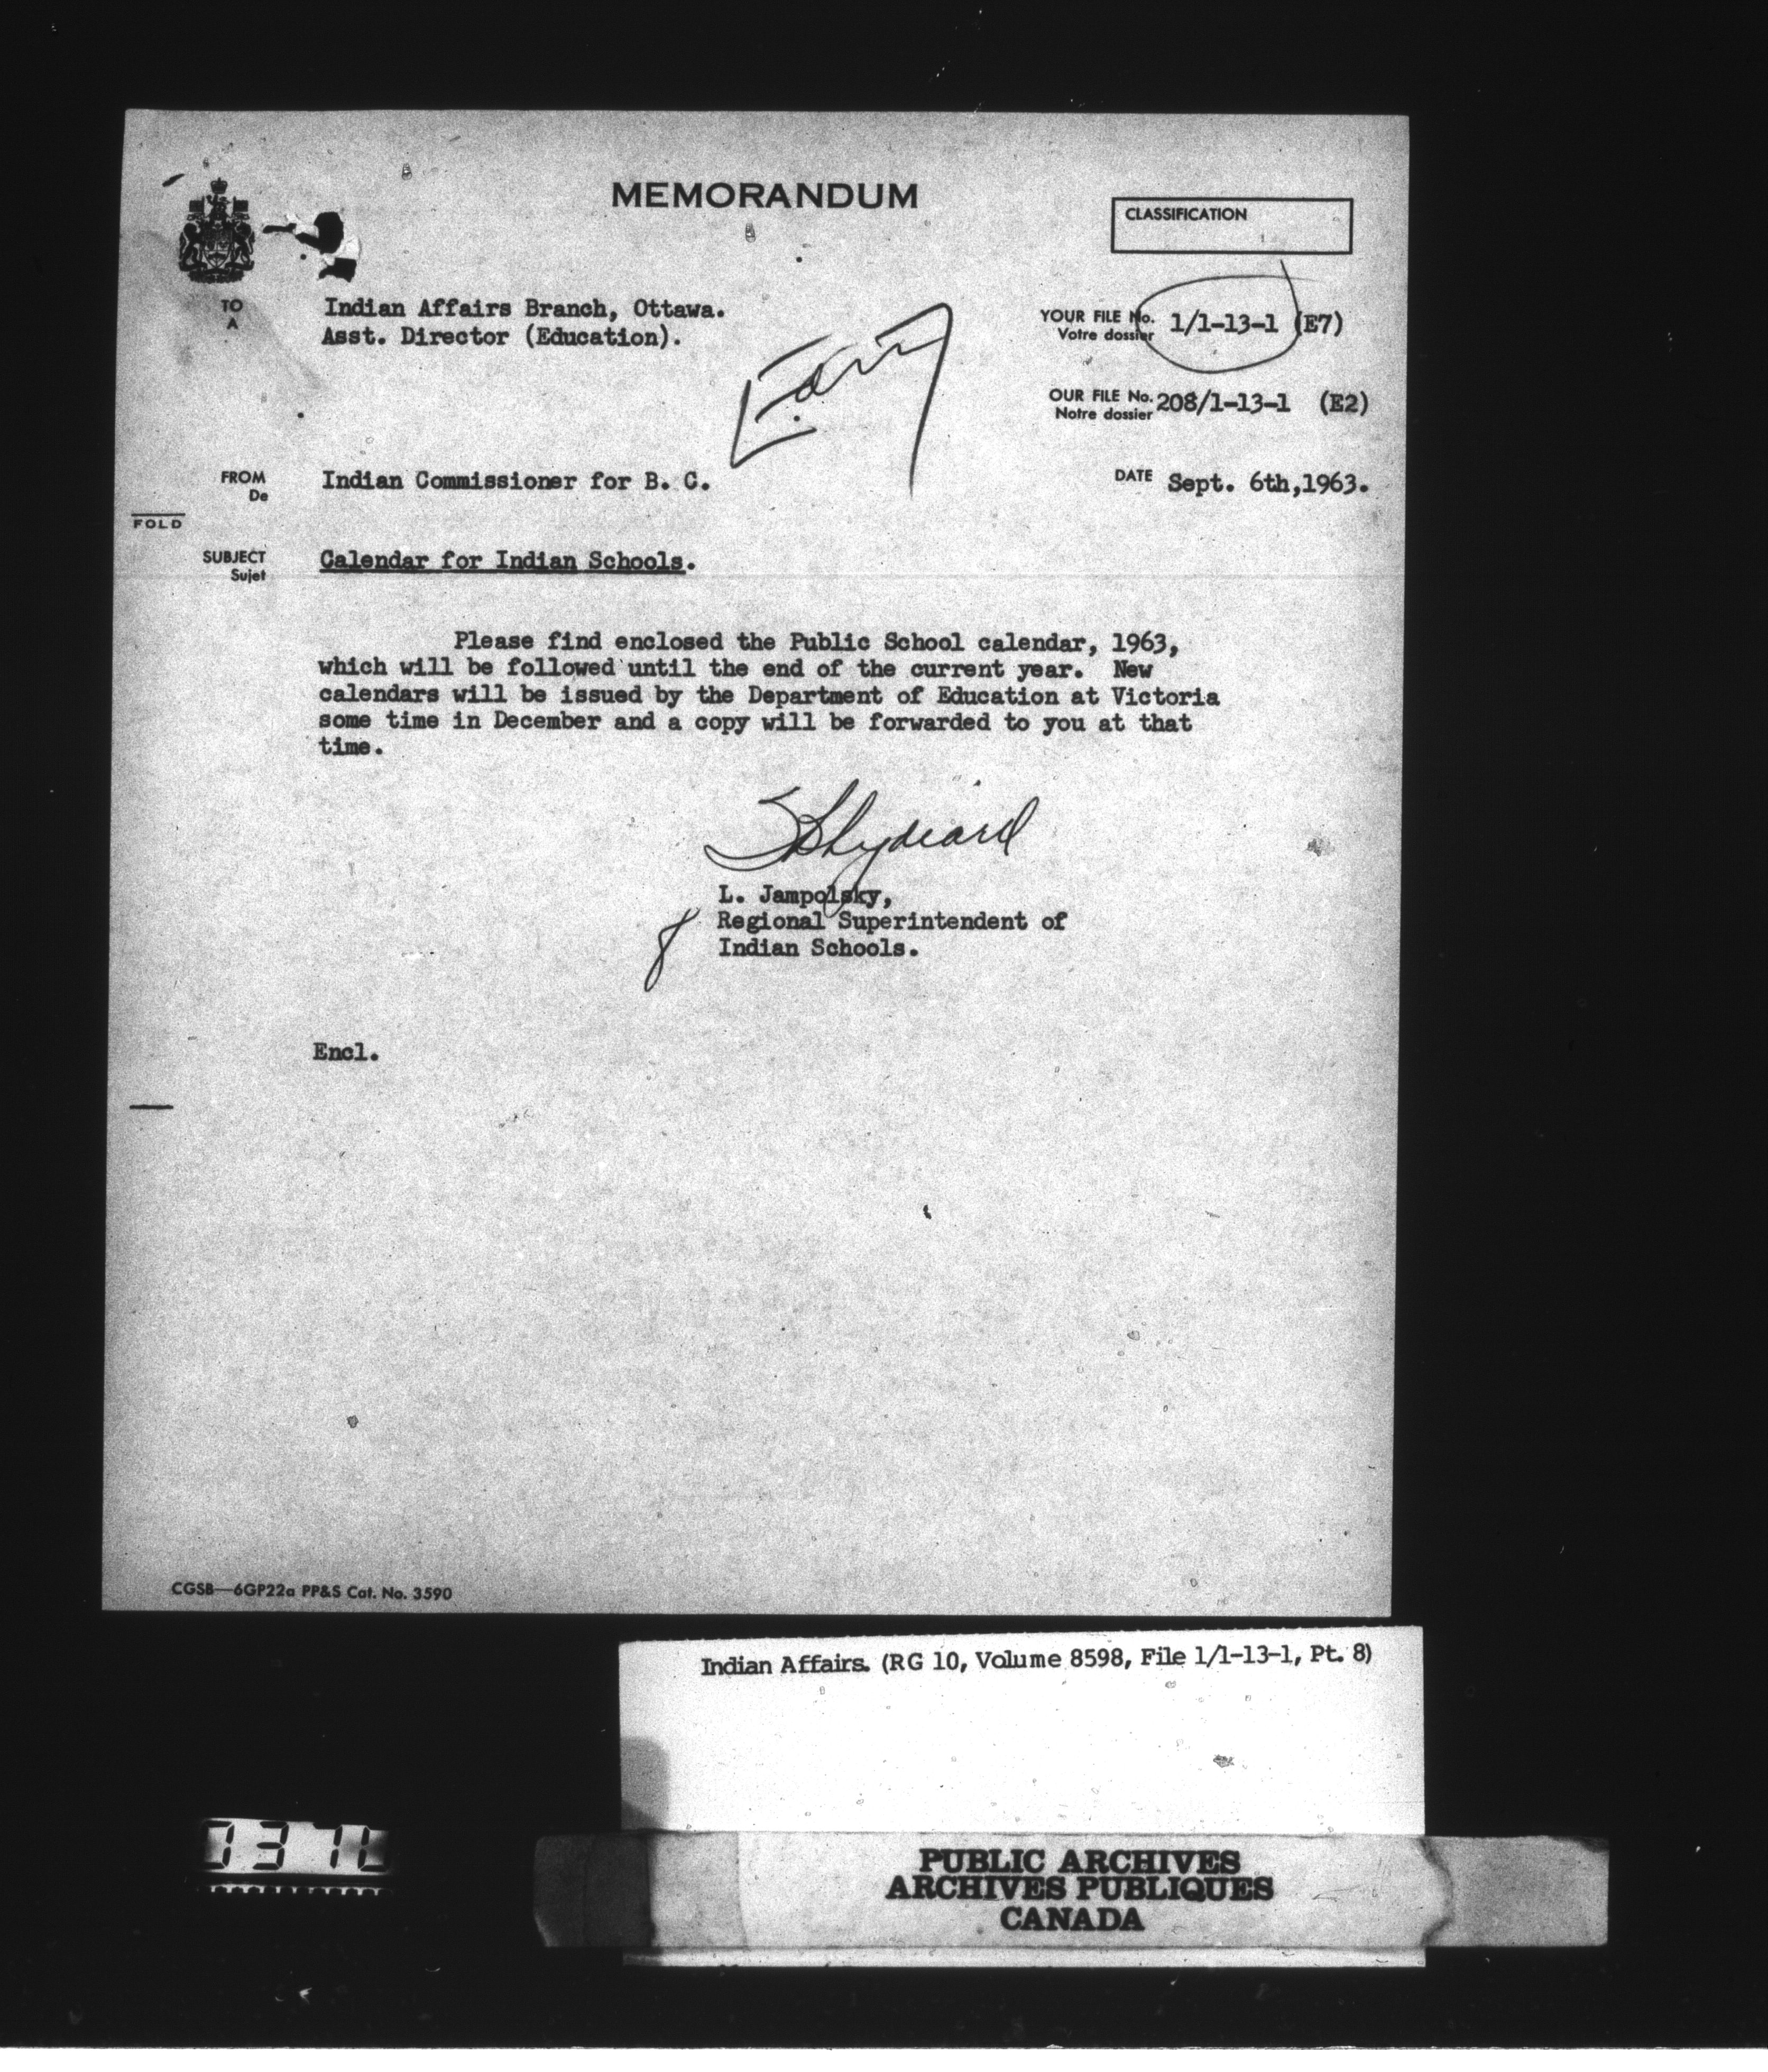 MEMORANDUM
CLASSIFICATION
TO
A
Indian Affairs Branch, Ottawa.
Asst. Director (Education).
YOUR FILE No. 1/1-13-1 (E7)
Votre dossier
OUR FILE No. 208/1-13-1 (E2)
Notre dossier
FROM
De
Indian Commissioner for B. C.
DATE Sept. 6th,1963.
FOLD
SUBJECT
Sujet
Calendar for Indian Schools.
Please find enclosed the Public School calendar, 1963,
which will be followed until the end of the current year. New
calendars will be issued by the Department of Education at Victoria
some time in December and a copy will be forwarded to you at that
time.
L. Jampolsky,
Regional Superintendent of
Indian Schools.
Encl.
CGSB—6GP22a PP&S Cat. No. 3590
Indian Affairs. (RG 10, Volume 8598, File 1/1-13-1, Pt. 8)
PUBLIC ARCHIVES
ARCHIVES PUBLIQUES
CANADA